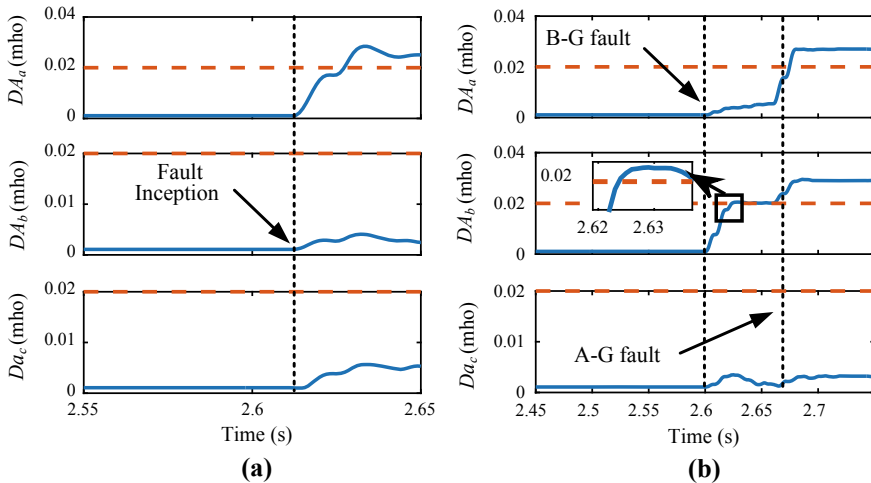 (a)
0.04
0.02
0
DA_a (mho)
0.02
0.01
0
DA_b (mho)
Fault
Inception
0.02
0.01
0
Da_c (mho)
2.55
2.6
2.65
Time (s)
(a)
(b)
0.04
0.02
0
DA_a (mho)
B-G fault
0.04
0.02
0
DA_b (mho)
0.02
2.62
2.63
0.02
0.01
0
Da_c (mho)
A-G fault
2.45
2.5
2.55
2.6
2.65
2.7
Time (s)
(b)